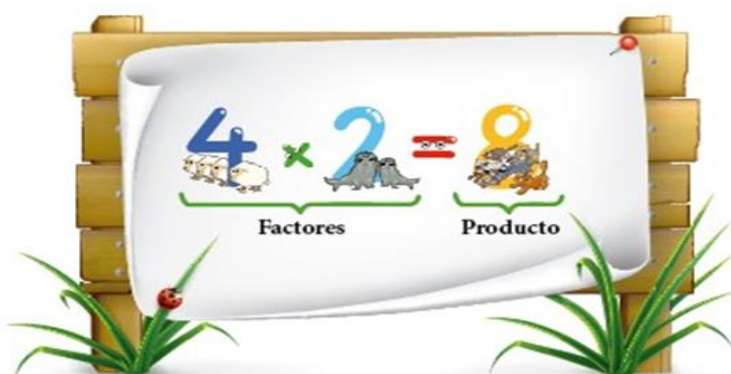 4 × 2 = 8
Factores Producto